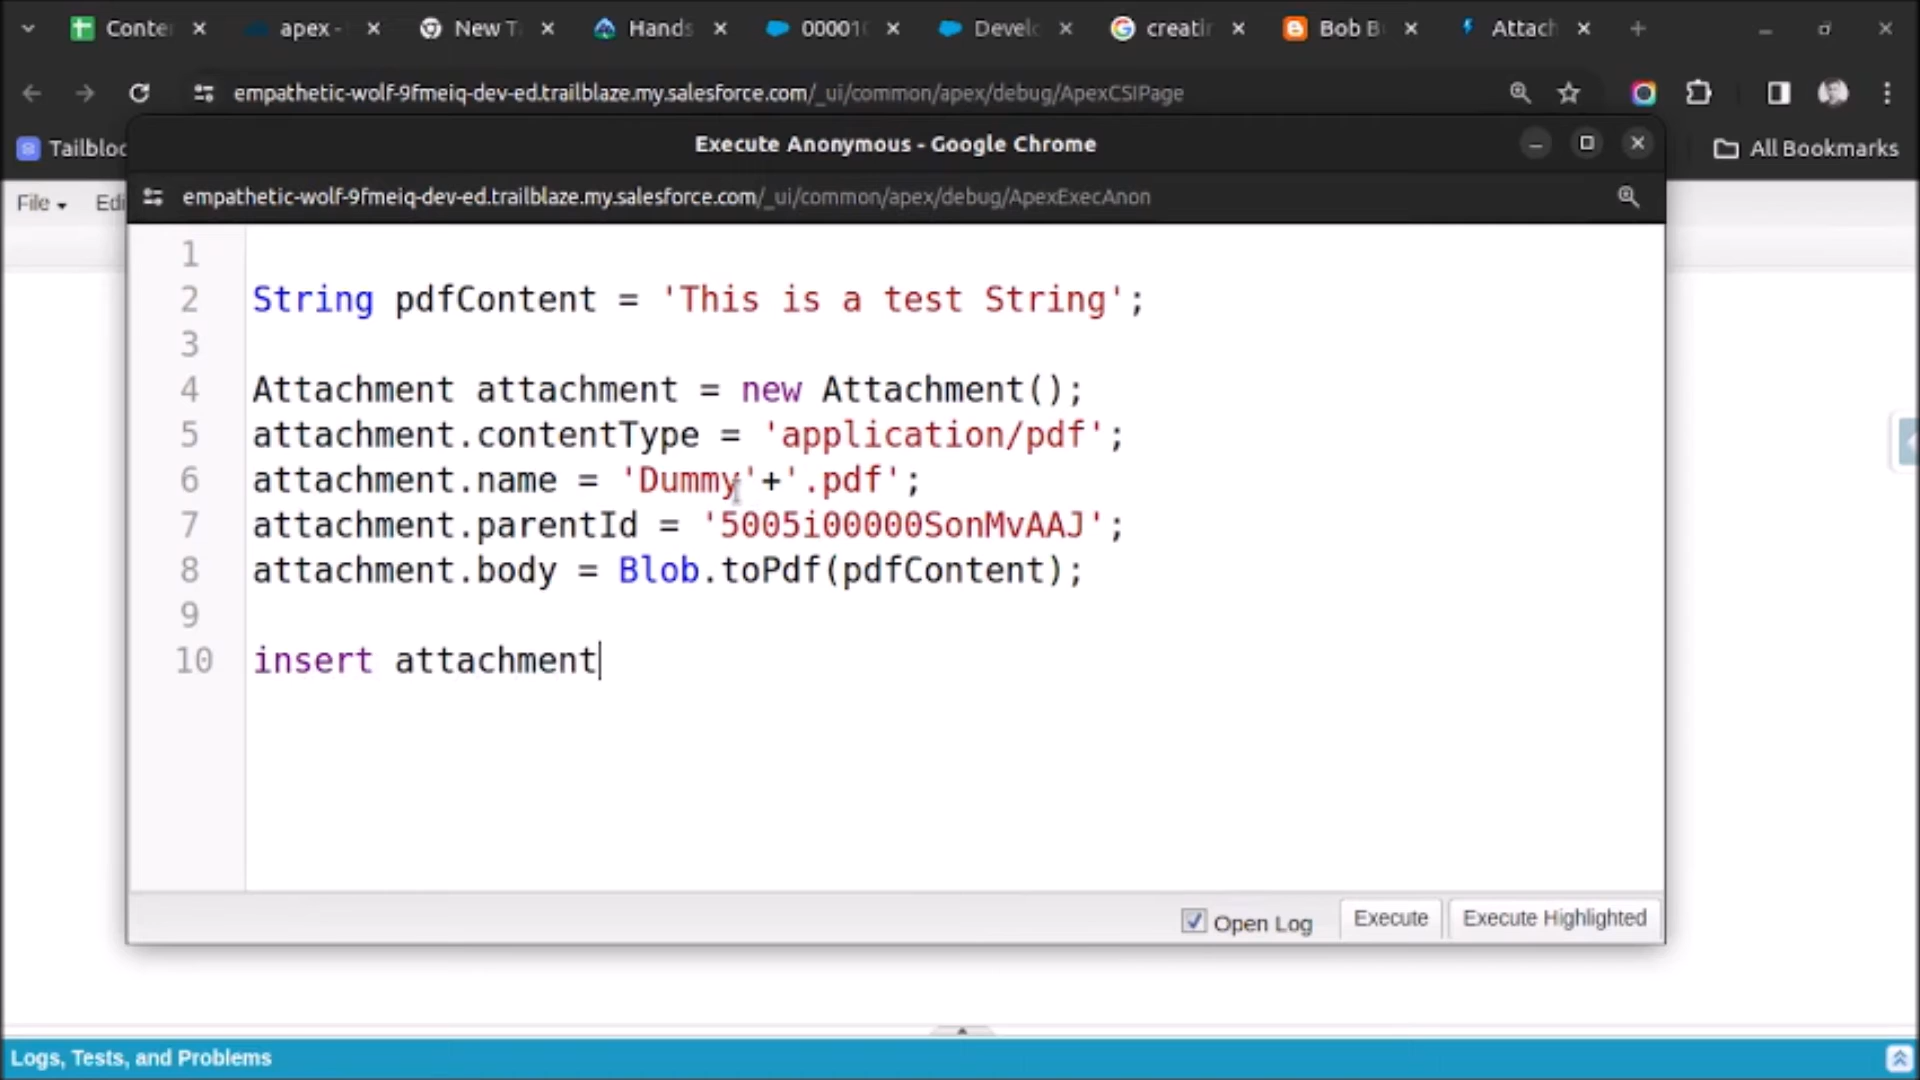 Conte apex - New T Hands 00001 Develo creatin Bob B Attach
empathetic-wolf-9fmeiq-dev-ed.trailblaze.my.salesforce.com/_ui/common/apex/debug/ApexCSIPage
Tailbloc All Bookmarks
Execute Anonymous - Google Chrome
empathetic-wolf-9fmeiq-dev-ed.trailblaze.my.salesforce.com/_ui/common/apex/debug/ApexExecAnon
File Edi
1
2 String pdfContent = 'This is a test String';
3
4 Attachment attachment = new Attachment();
5 attachment.contentType = 'application/pdf';
6 attachment.name = 'Dummy'+'.pdf';
7 attachment.parentId = '5005i00000SonMvAAJ';
8 attachment.body = Blob.toPdf(pdfContent);
9
10 insert attachment
Open Log Execute Execute Highlighted
Logs, Tests, and Problems